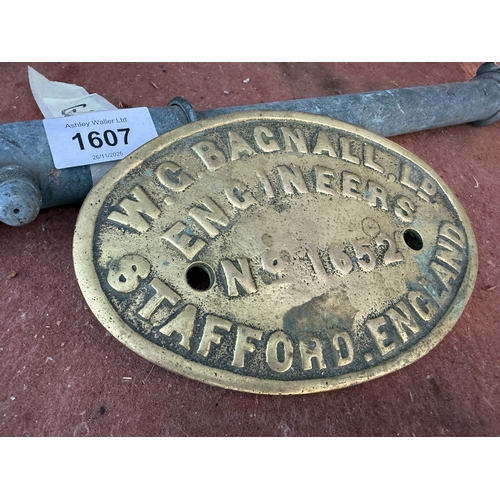 Ashley Waller Ltd
1607
26/11/2025
W.G. BAGNALL, LD.
ENGINEERS
No 1652
STAFFORD. ENGLAND